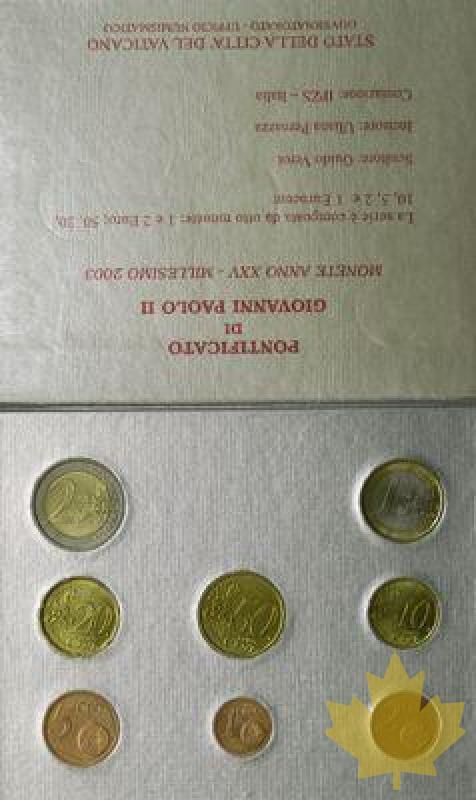 PONTIFICATO
DI
GIOVANNI PAOLO II
MONETE ANNO XXV - MILLESIMO 2003
La serie è composta da otto monete: 1 e 2 Euro; 50, 20,
10, 5, 2 e 1 Eurocent
Scultore: Guido Veroi
Incisore: Uliana Pernazza
Coniazione: IPZS - Italia
STATO DELLA CITTA' DEL VATICANO
GOVERNATORATO - UFFICIO NUMISMATICO
2
1
20
50
10
5
1
2